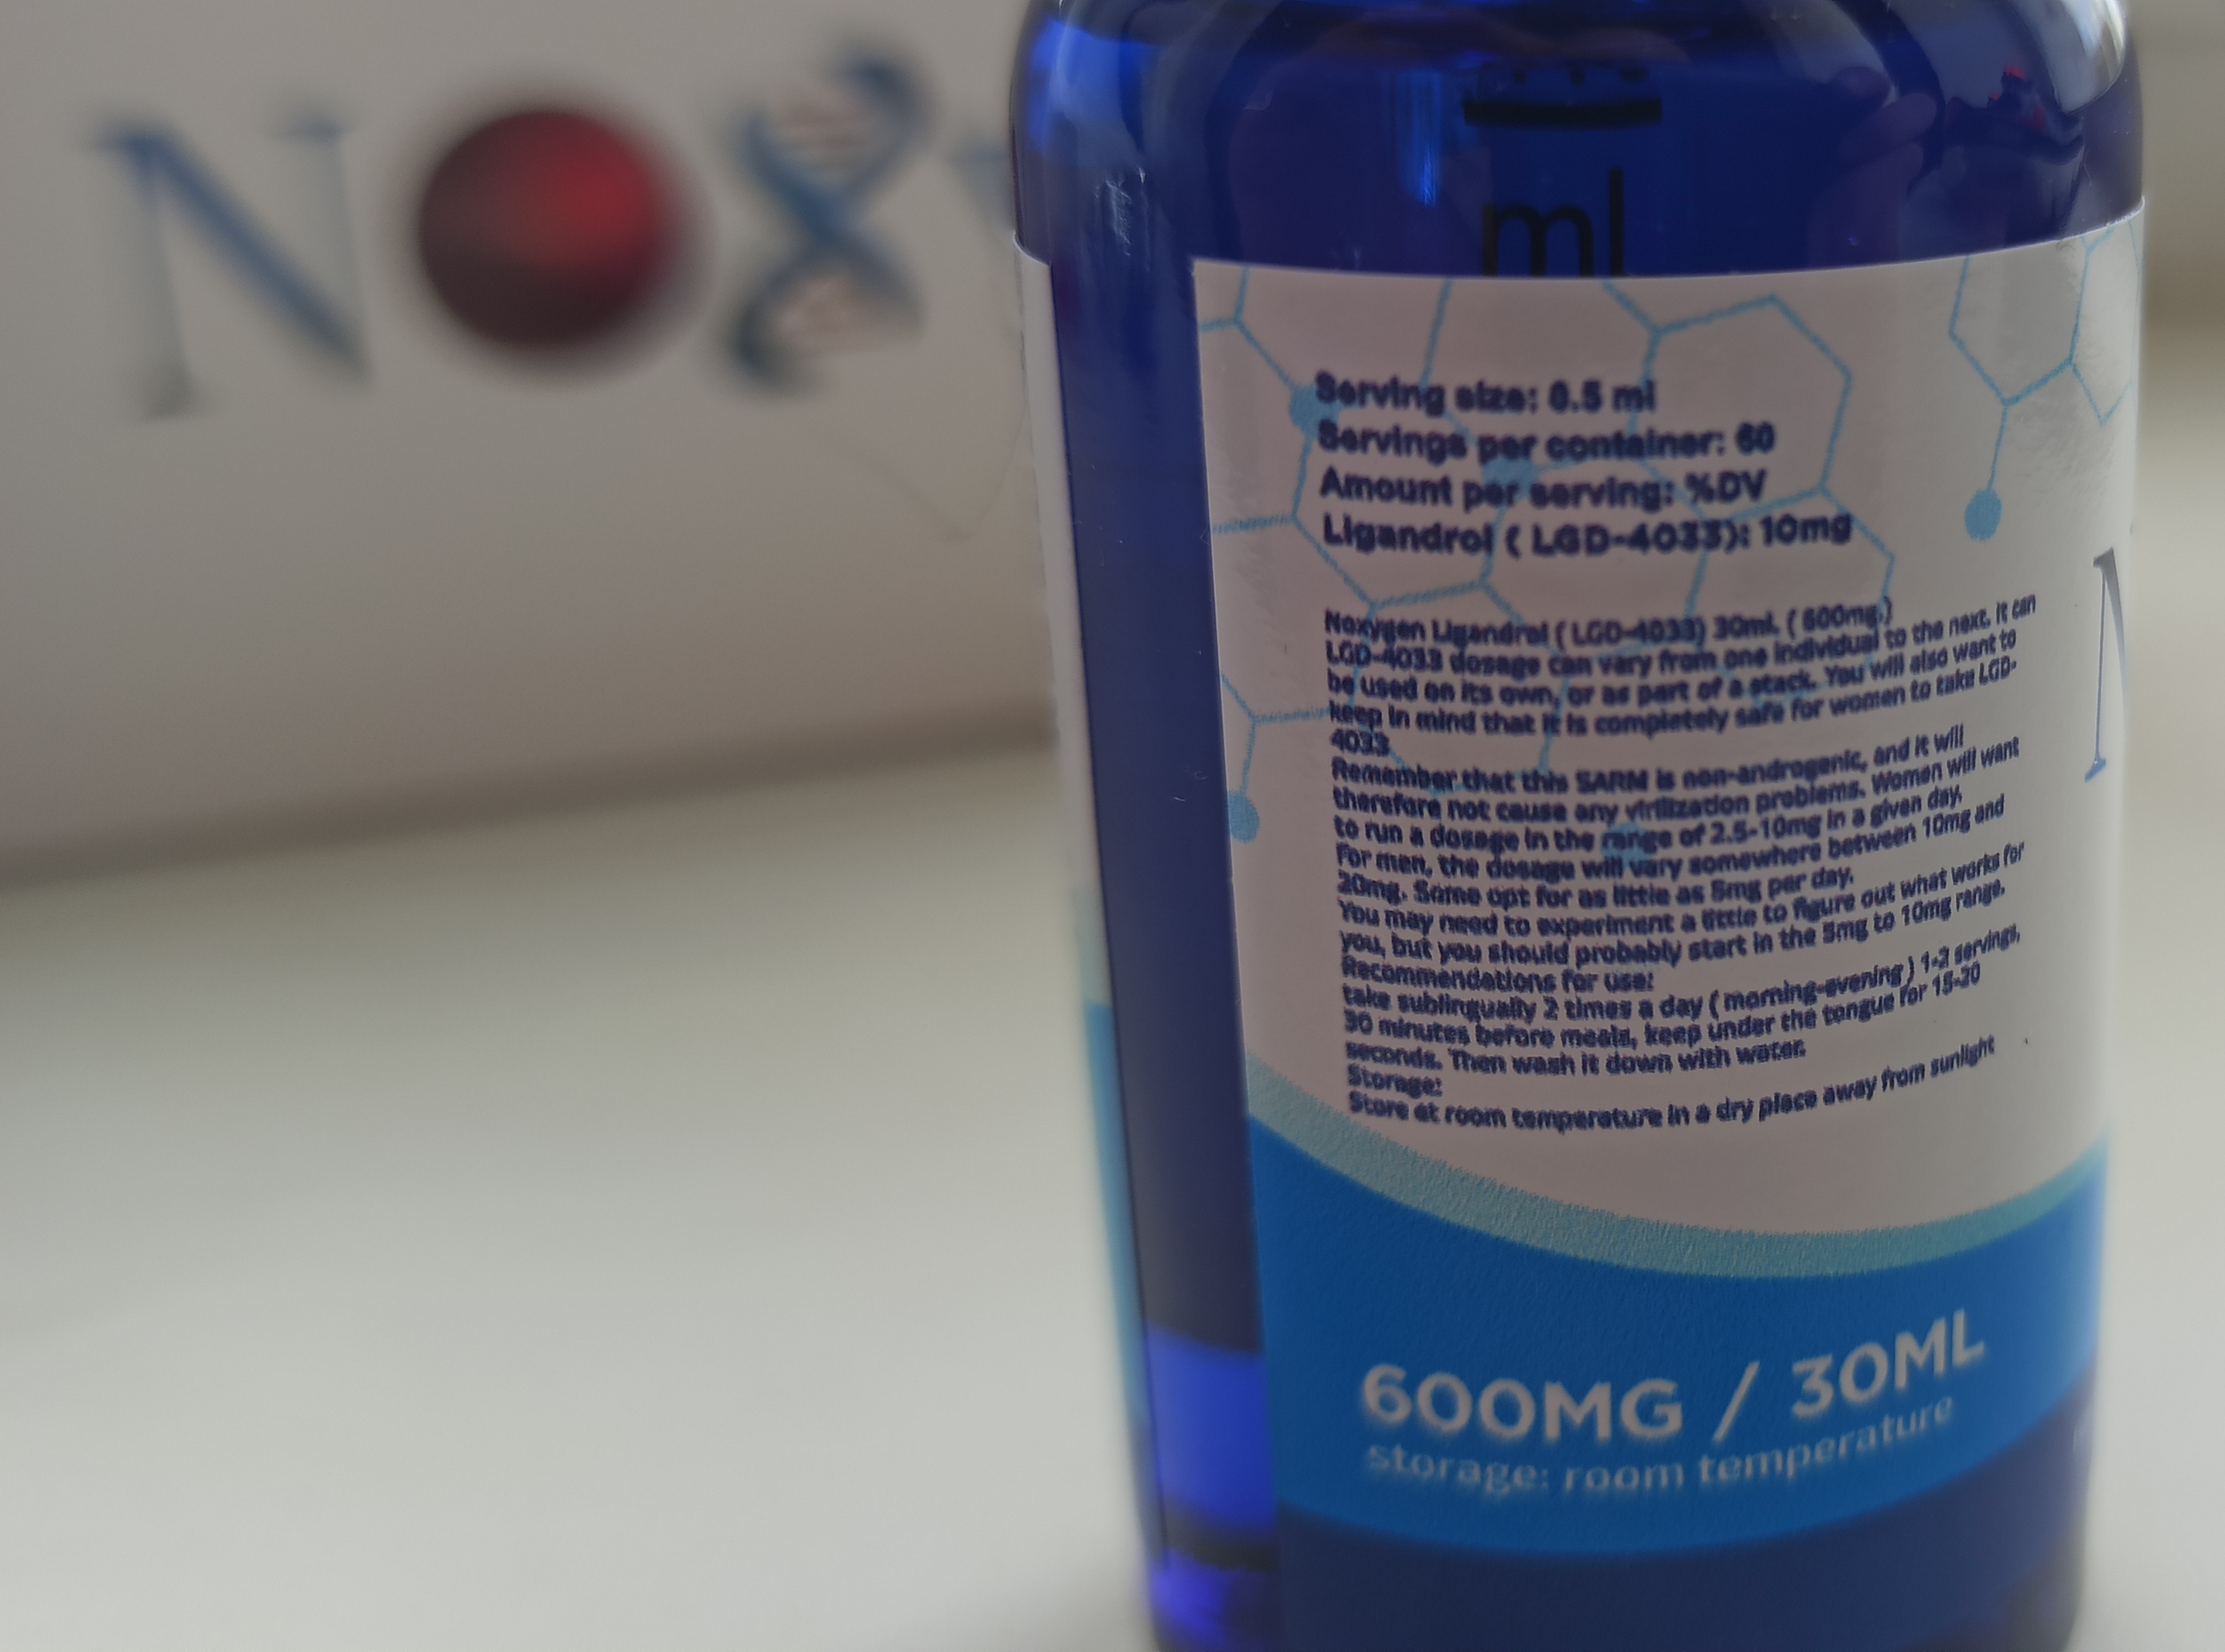 NOX
ml
Serving size: 0.5 ml
Servings per container: 60
Amount per serving: %DV
Ligandrol ( LGD-4033): 10mg
Noxygen Ligandrol ( LGD-4033) 30mL ( 600mg.)
LGD-4033 dosage can vary from one individual to the next. It can
be used on its own, or as part of a stack. You will also want to
keep in mind that it is completely safe for women to take LGD-
4033
Remember that this SARM is non-androgenic, and it will
therefore not cause any virilization problems. Women will want
to run a dosage in the range of 2.5-10mg in a given day.
For men, the dosage will vary somewhere between 10mg and
20mg. Some opt for as little as 5mg per day.
You may need to experiment a little to figure out what works for
you, but you should probably start in the 5mg to 10mg range.
Recommendations for use:
take sublingually 2 times a day ( morning-evening ) 1-2 servings,
30 minutes before meals, keep under the tongue for 15-20
seconds. Then wash it down with water.
Storage:
Store at room temperature in a dry place away from sunlight
N
600MG / 30ML
storage: room temperature